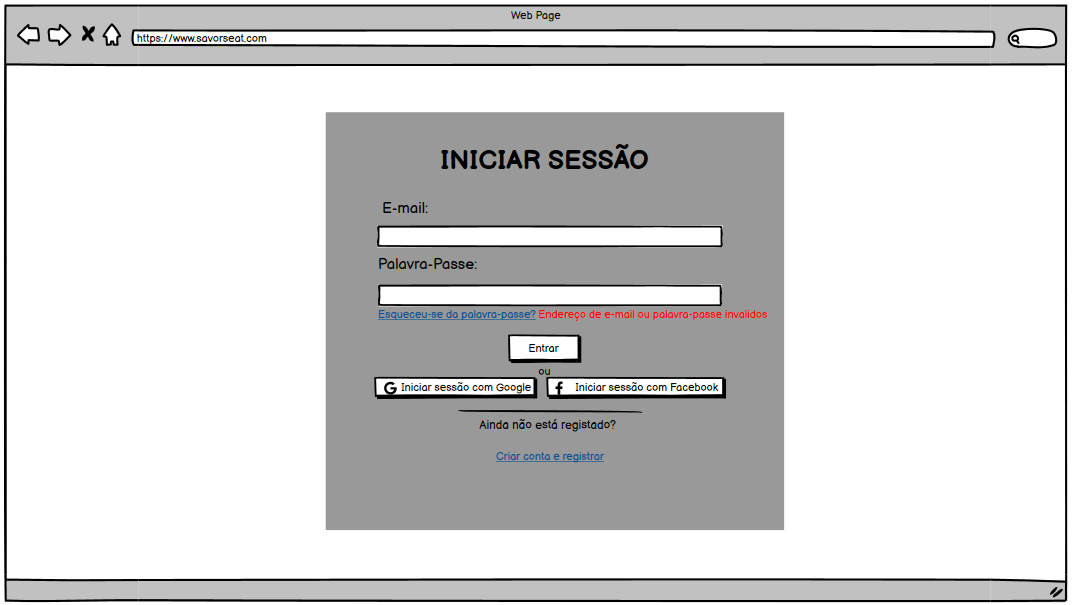 Web Page
https://www.savorseat.com
INICIAR SESSÃO
E-mail:
Palavra-Passe:
Esqueceu-se da palavra-passe? Endereço de e-mail ou palavra-passe invalidos
Entrar
ou
Iniciar sessão com Google Iniciar sessão com Facebook
Ainda não está registado?
Criar conta e registrar